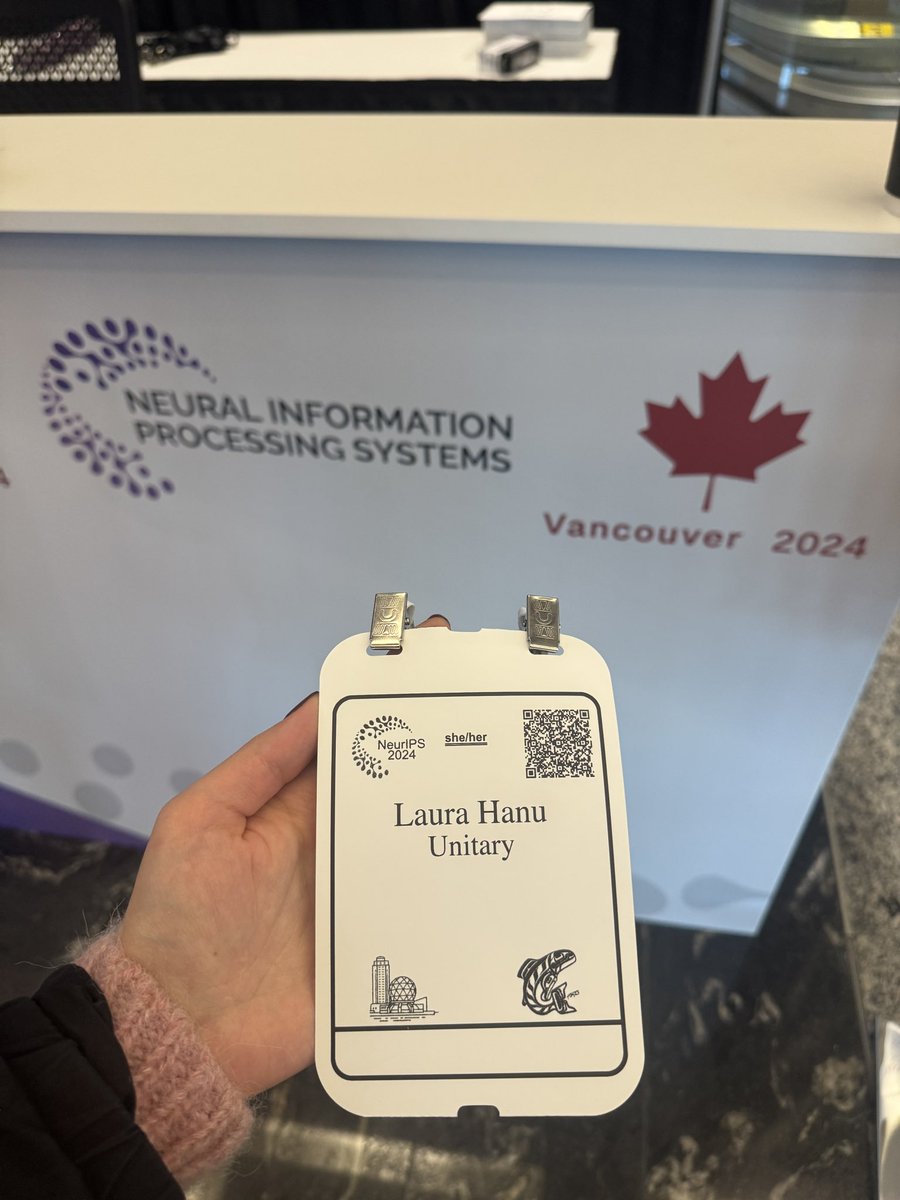 NEURAL INFORMATION
PROCESSING SYSTEMS
Vancouver 2024
NeurIPS
2024
she/her
Laura Hanu
Unitary